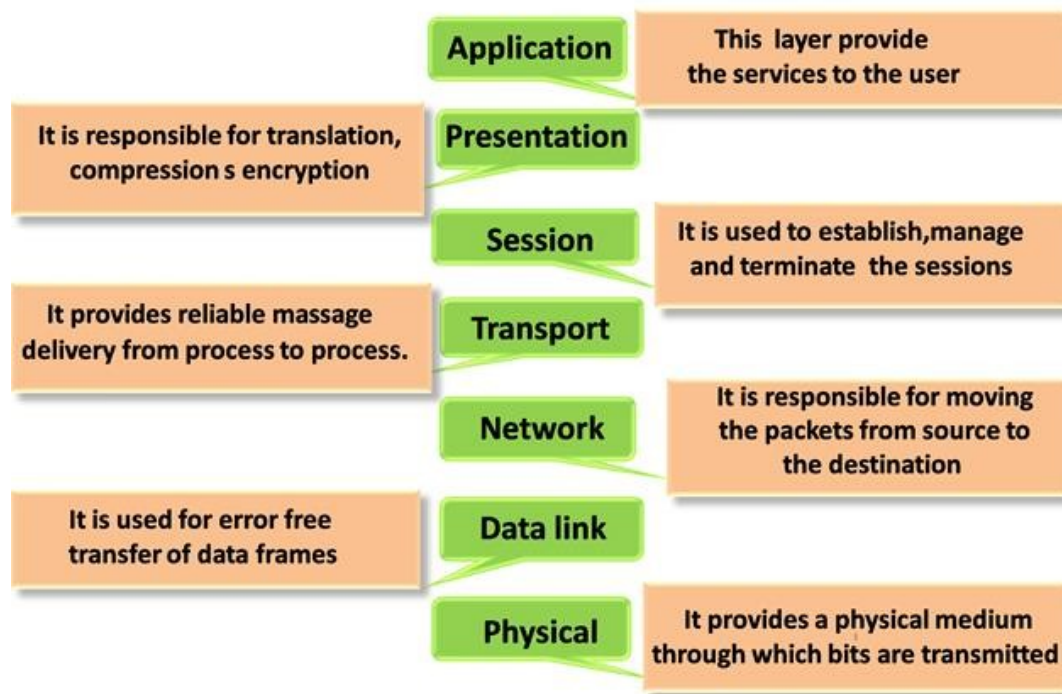 Application
This layer provide
the services to the user
Presentation
It is responsible for translation,
compression s encryption
Session
It is used to establish,manage
and terminate the sessions
Transport
It provides reliable massage
delivery from process to process.
Network
It is responsible for moving
the packets from source to
the destination
Data link
It is used for error free
transfer of data frames
Physical
It provides a physical medium
through which bits are transmitted